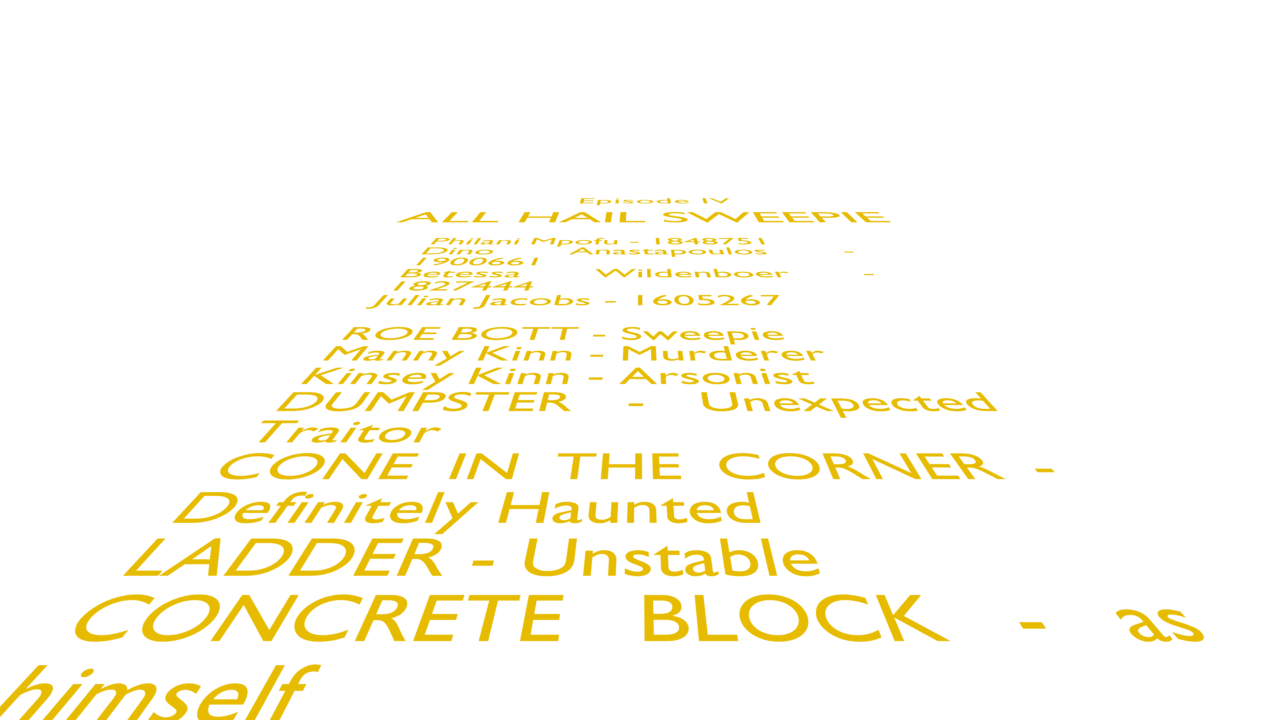 Episode IV
ALL HAIL SWEEPIE
Philani Mpofu - 1848751
Dino Anastapoulos -
1900661
Betessa Wildenboer -
1827444
Julian Jacobs - 1605267
ROE BOTT - Sweepie
Manny Kinn - Murderer
Kinsey Kinn - Arsonist
DUMPSTER - Unexpected
Traitor
CONE IN THE CORNER -
Definitely Haunted
LADDER - Unstable
CONCRETE BLOCK - as
himself